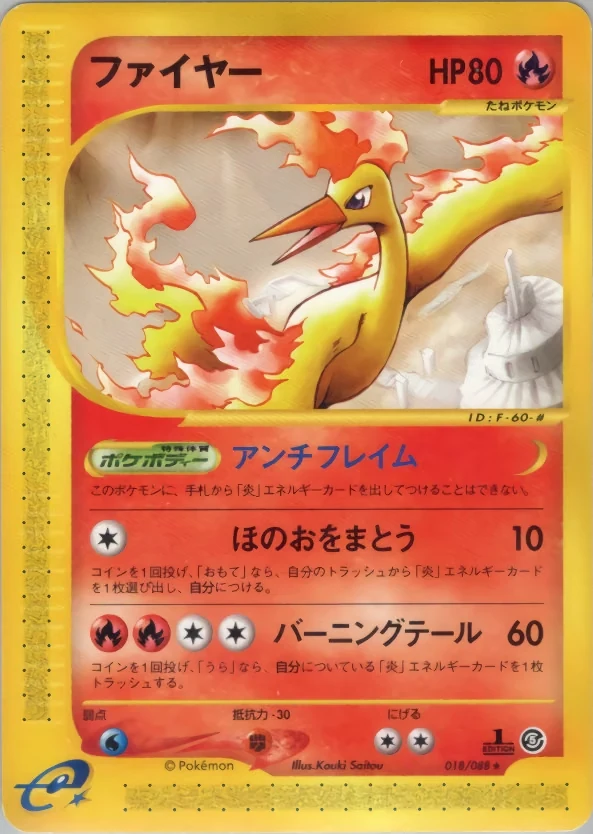 ファイヤー HP80
たねポケモン
ID:F-60-#
特殊体質
ポケボディー アンチフレイム
このポケモンに、手札から「炎」エネルギーカードを出してつけることはできない。
ほのおをまとう 10
コインを1回投げ、「おもて」なら、自分のトラッシュから「炎」エネルギーカード
を1枚選び出し、自分につける。
バーニングテール 60
コインを1回投げ、「うら」なら、自分についている「炎」エネルギーカードを1枚
トラッシュする。
弱点 抵抗力-30 にげる
1 EDITION
©Pokémon Illus.Kouki Saitou 018/088★
e